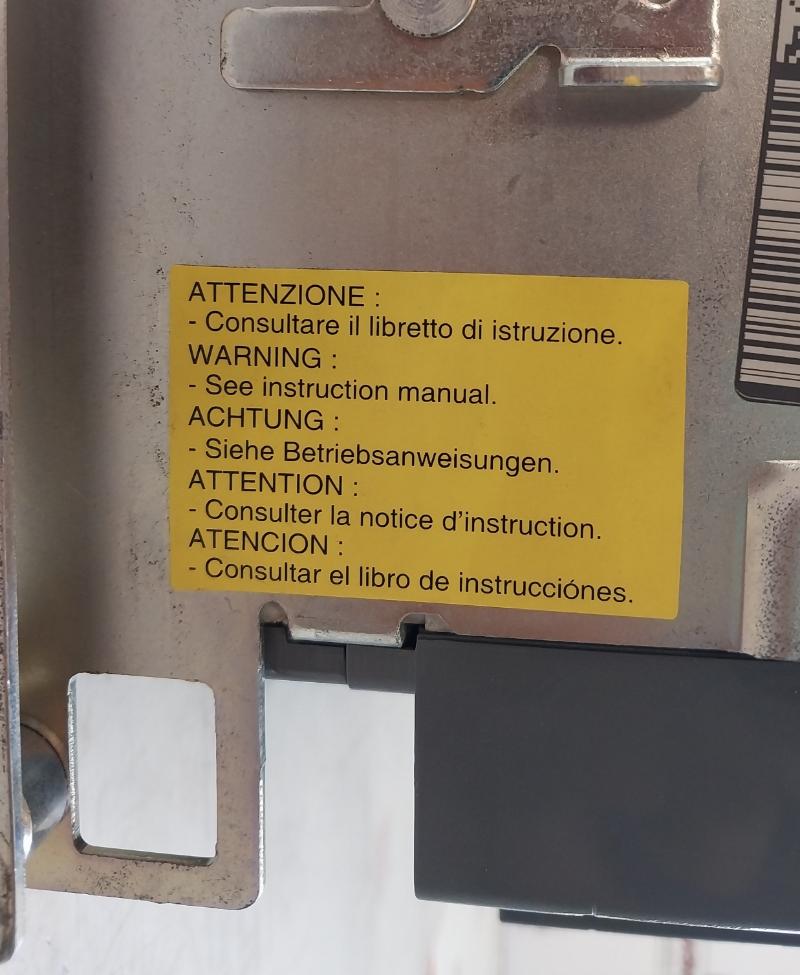 ATTENZIONE :
- Consultare il libretto di istruzione.
WARNING :
- See instruction manual.
ACHTUNG :
- Siehe Betriebsanweisungen.
ATTENTION :
- Consulter la notice d'instruction.
ATENCION :
- Consultar el libro de instrucciónes.